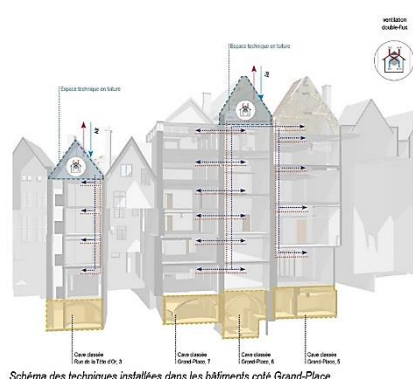 ventilation
double-flux
Espace technique en toiture
Espace technique en toiture
Air
Air
Cave classée
Rue de la Tête d'Or, 3
Cave classée
Grand-Place, 7
Cave classée
Grand-Place, 6
Cave classée
Grand-Place, 5
Schéma des techniques installées dans les bâtiments coté Grand-Place